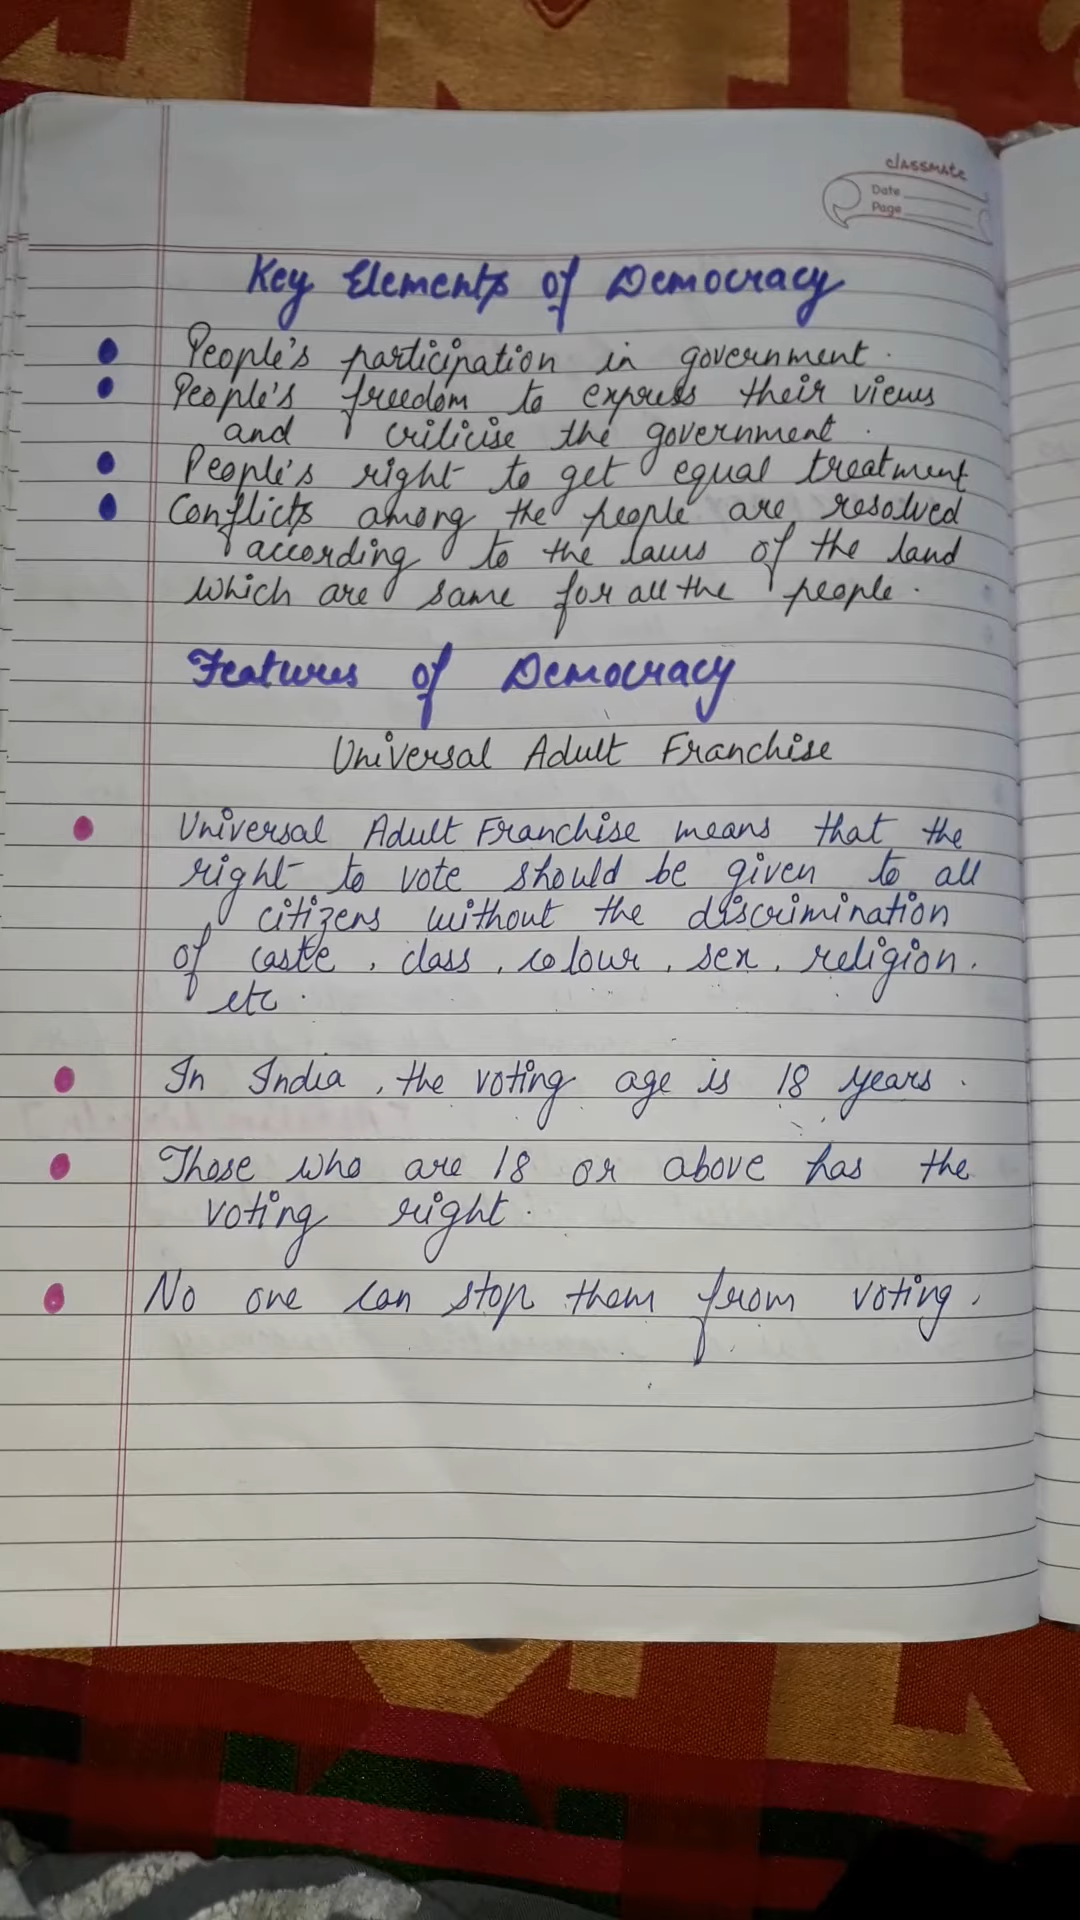 classmate
Date
Page
Key Elements of Democracy
People's participation in government.
People's freedom to express their views
and criticise the government.
People's right to get equal treatment
Conflicts among the people are resolved
according to the laws of the land
which are same for all the people.
Features of Democracy
Universal Adult Franchise
Universal Adult Franchise means that the
right to vote should be given to all
citizens without the discrimination
of caste, class, colour, sex, religion.
etc.
In India, the voting age is 18 years.
Those who are 18 or above has the
voting right.
No one can stop them from voting.